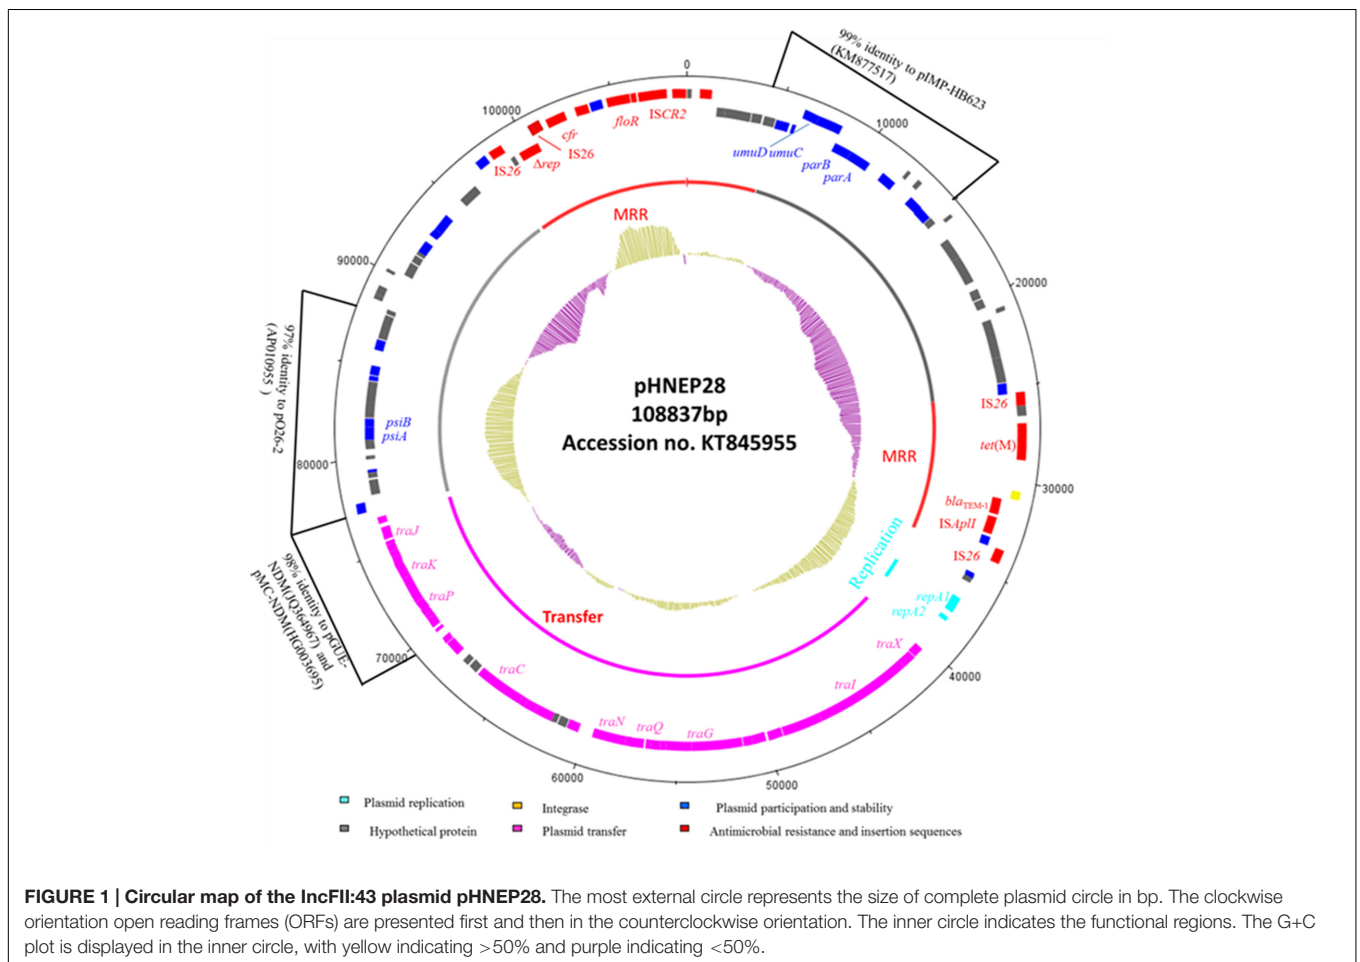 0
99% identity to pIMP-HB623
(KM877517)
10000
20000
30000
40000
50000
60000
70000
80000
90000
100000
floR
ISCR2
cfr
IS26
Δrep
IS26
umuD umuC
parB
parA
MRR
IS26
tet(M)
MRR
blaTEM-1
ISAplI
IS26
Replication
repA1
repA2
traX
traI
traG
traQ
traN
traC
traP
traK
traJ
Transfer
psiB
psiA
97% identity to pO26-2
(AP010955 )
98% identity to pGUE-
NDM(JQ364967) and
pMC-NDM(HG003695)
pHNEP28
108837bp
Accession no. KT845955
Plasmid replication
Integrase
Plasmid participation and stability
Hypothetical protein
Plasmid transfer
Antimicrobial resistance and insertion sequences
FIGURE 1 | Circular map of the IncFII:43 plasmid pHNEP28. The most external circle represents the size of complete plasmid circle in bp. The clockwise
orientation open reading frames (ORFs) are presented first and then in the counterclockwise orientation. The inner circle indicates the functional regions. The G+C
plot is displayed in the inner circle, with yellow indicating >50% and purple indicating <50%.